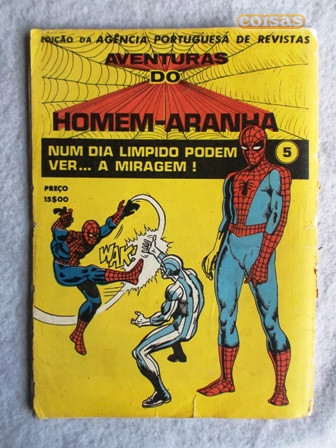 coisas
EDIÇÃO DA AGÊNCIA PORTUGUESA DE REVISTAS
AVENTURAS
DO
HOMEM-ARANHA
NUM DIA LIMPIDO PODEM
VER... A MIRAGEM !
5
PREÇO
15$00
WAK!